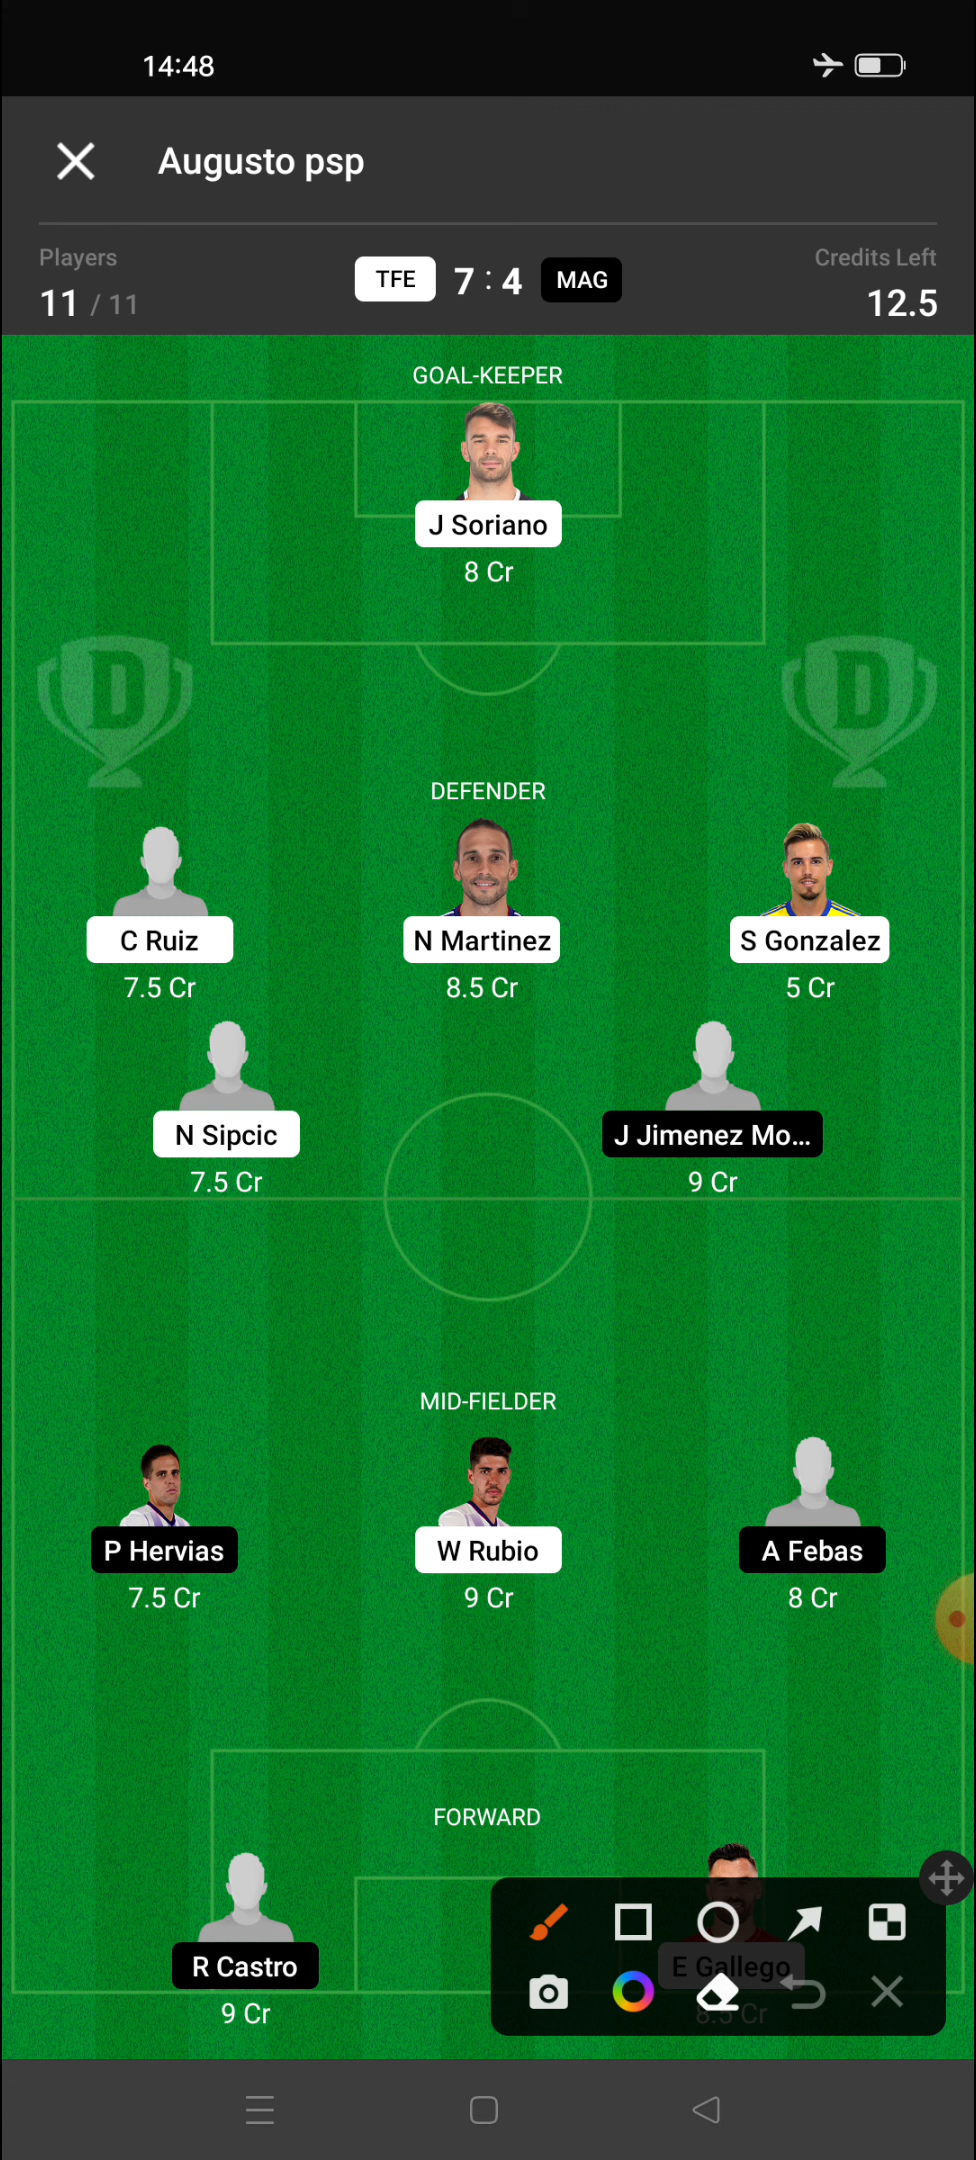 14:48
Augusto psp
Players
11 / 11
TFE 7 : 4 MAG
Credits Left
12.5
GOAL-KEEPER
J Soriano
8 Cr
D D
DEFENDER
C Ruiz N Martinez S Gonzalez
7.5 Cr 8.5 Cr 5 Cr
N Sipcic J Jimenez Mo...
7.5 Cr 9 Cr
MID-FIELDER
P Hervias W Rubio A Febas
7.5 Cr 9 Cr 8 Cr
FORWARD
R Castro E Gallego
9 Cr 8.5 Cr